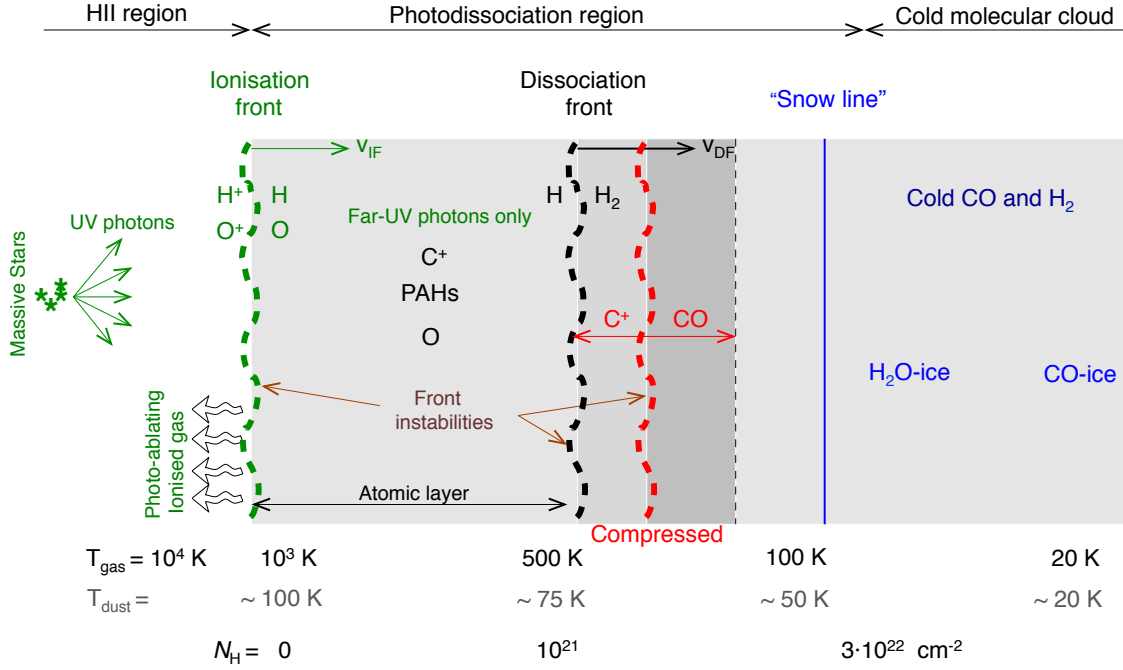 HII region
Photodissociation region
Cold molecular cloud
Ionisation
front
Dissociation
front
“Snow line”
v_IF
v_DF
H⁺ H
O⁺ O
H H₂
Far-UV photons only
Cold CO and H₂
UV photons
Massive Stars
C⁺
PAHs
O
C⁺ CO
H₂O-ice
CO-ice
Front
instabilities
Photo-ablating
Ionised gas
Atomic layer
Compressed
T_gas = 10⁴ K 10³ K 500 K 100 K 20 K
T_dust = ~ 100 K ~ 75 K ~ 50 K ~ 20 K
N_H = 0 10²¹ 3·10²² cm⁻²